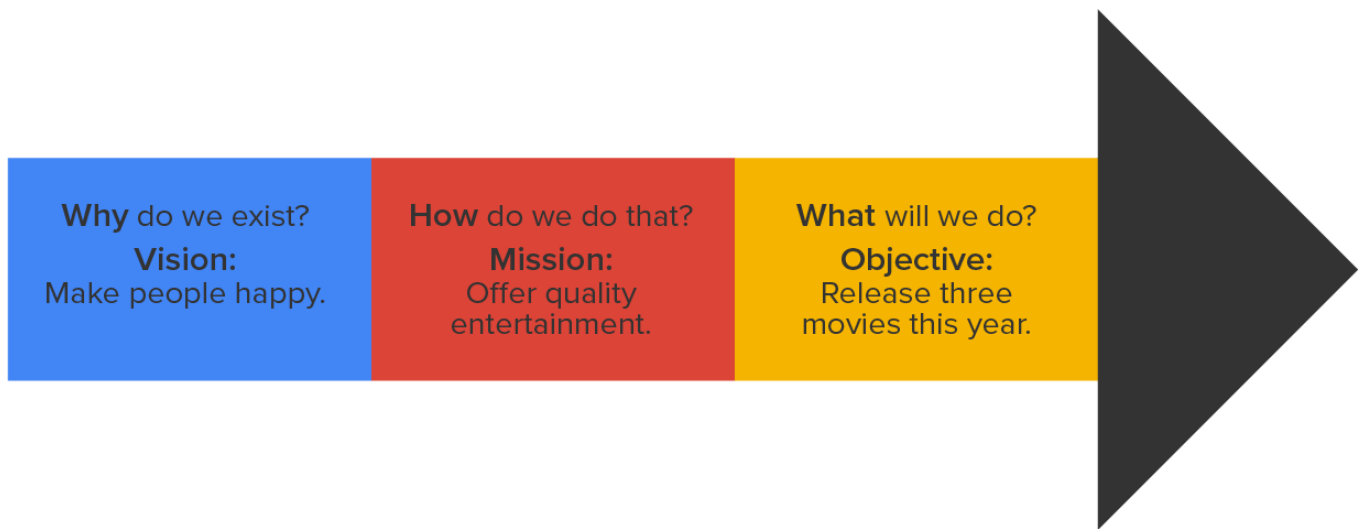 Why do we exist?
Vision:
Make people happy.
How do we do that?
Mission:
Offer quality
entertainment.
What will we do?
Objective:
Release three
movies this year.